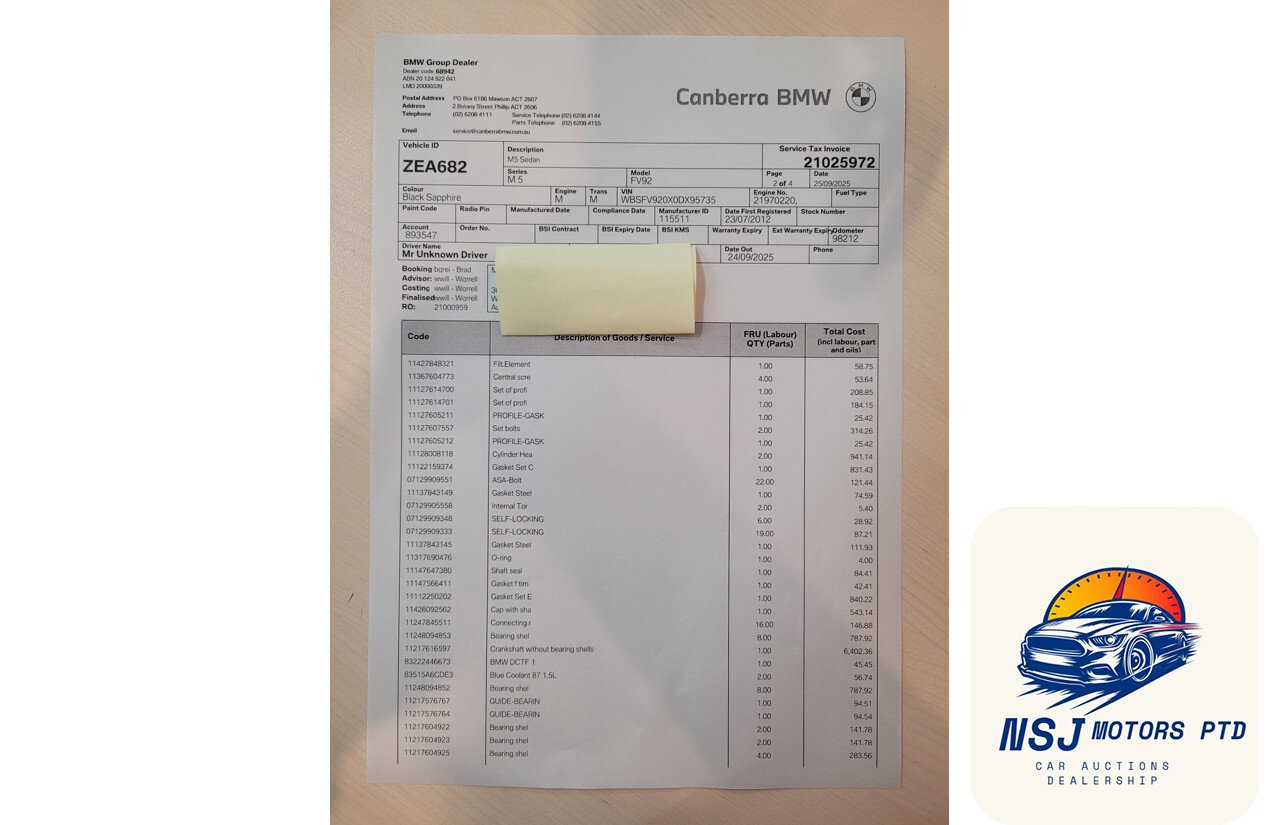 BMW Group Dealer
Dealer code 68942
ABN 20 124 922 041
LMD 20000339
Postal Address PO Box 6186 Mawson ACT 2607
Address 2 Botany Street Phillip ACT 2606
Telephone (02) 6208 4111 Service Telephone (02) 6208 4144
Parts Telephone (02) 6208 4155
Email service@canberrabmw.com.au
Canberra BMW
BMW
Vehicle ID Description Service Tax Invoice
ZEA682 M5 Sedan 21025972
Series Model Page Date
M 5 FV92 2 of 4 25/09/2025
Colour Engine Trans VIN Engine No. Fuel Type
Black Sapphire M M WBSFV920X0DX95735 21970220,
Paint Code Radio Pin Manufactured Date Compliance Date Manufacturer ID Date First Registered Stock Number
115511 23/07/2012
Account Order No. BSI Contract BSI Expiry Date BSI KMS Warranty Expiry Ext Warranty Expiry Odometer
893547 98212
Driver Name Date Out Phone
Mr Unknown Driver 24/09/2025
Booking bgrei - Brad M
Advisor: wwill - Worrell
Costing wwill - Worrell 30
Finalised wwill - Worrell W
RO: 21000959 Au
Code Description of Goods / Service FRU (Labour) QTY (Parts) Total Cost (incl labour, part and oils)
11427848321 Filt.Element 1.00 58.75
11367604773 Central scre 4.00 53.64
11127614700 Set of profi 1.00 208.85
11127614701 Set of profi 1.00 184.15
11127605211 PROFILE-GASK 1.00 25.42
11127607557 Set bolts 2.00 314.26
11127605212 PROFILE-GASK 1.00 25.42
11128008118 Cylinder Hea 2.00 941.14
11122159374 Gasket Set C 1.00 831.43
07129909551 ASA-Bolt 22.00 121.44
11137843149 Gasket Steel 1.00 74.59
07129905558 Internal Tor 2.00 5.40
07129909348 SELF-LOCKING 6.00 28.92
07129909333 SELF-LOCKING 19.00 87.21
11137843145 Gasket Steel 1.00 111.93
11317690476 O-ring 1.00 4.00
11147647380 Shaft seal 1.00 84.41
11147566411 Gasket f tim 1.00 42.41
11112250202 Gasket Set E 1.00 840.22
11428092562 Cap with sha 1.00 543.14
11247845511 Connecting r 16.00 146.88
11248094853 Bearing shel 8.00 787.92
11217616597 Crankshaft without bearing shells 1.00 6,402.36
83222446673 BMW DCTF 1 1.00 45.45
83515A6CDE3 Blue Coolant 87 1.5L 2.00 56.74
11248094852 Bearing shel 8.00 787.92
11217576767 GUIDE-BEARIN 1.00 94.51
11217576764 GUIDE-BEARIN 1.00 94.54
11217604922 Bearing shel 2.00 141.78
11217604923 Bearing shel 2.00 141.78
11217604925 Bearing shel 4.00 283.56
NSJ MOTORS PTD
CAR AUCTIONS
DEALERSHIP